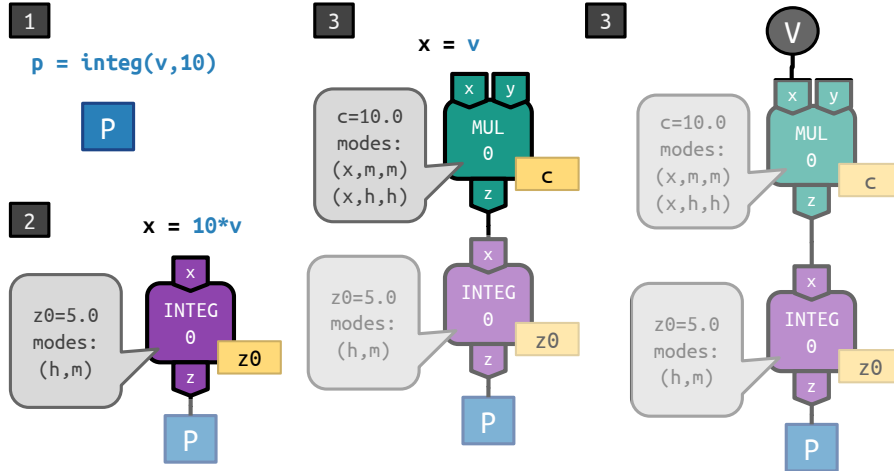 1
p = integ(v,10)
P
2
x = 10*v
z0=5.0
modes:
(h,m)
x
INTEG
0
z0
z
P
3
x = v
c=10.0
modes:
(x,m,m)
(x,h,h)
x
y
MUL
0
c
z
z0=5.0
modes:
(h,m)
x
INTEG
0
z0
z
P
3
V
c=10.0
modes:
(x,m,m)
(x,h,h)
x
y
MUL
0
c
z
z0=5.0
modes:
(h,m)
x
INTEG
0
z0
z
P